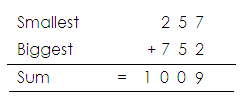 Smallest 2 5 7
Biggest + 7 5 2
Sum = 1 0 0 9